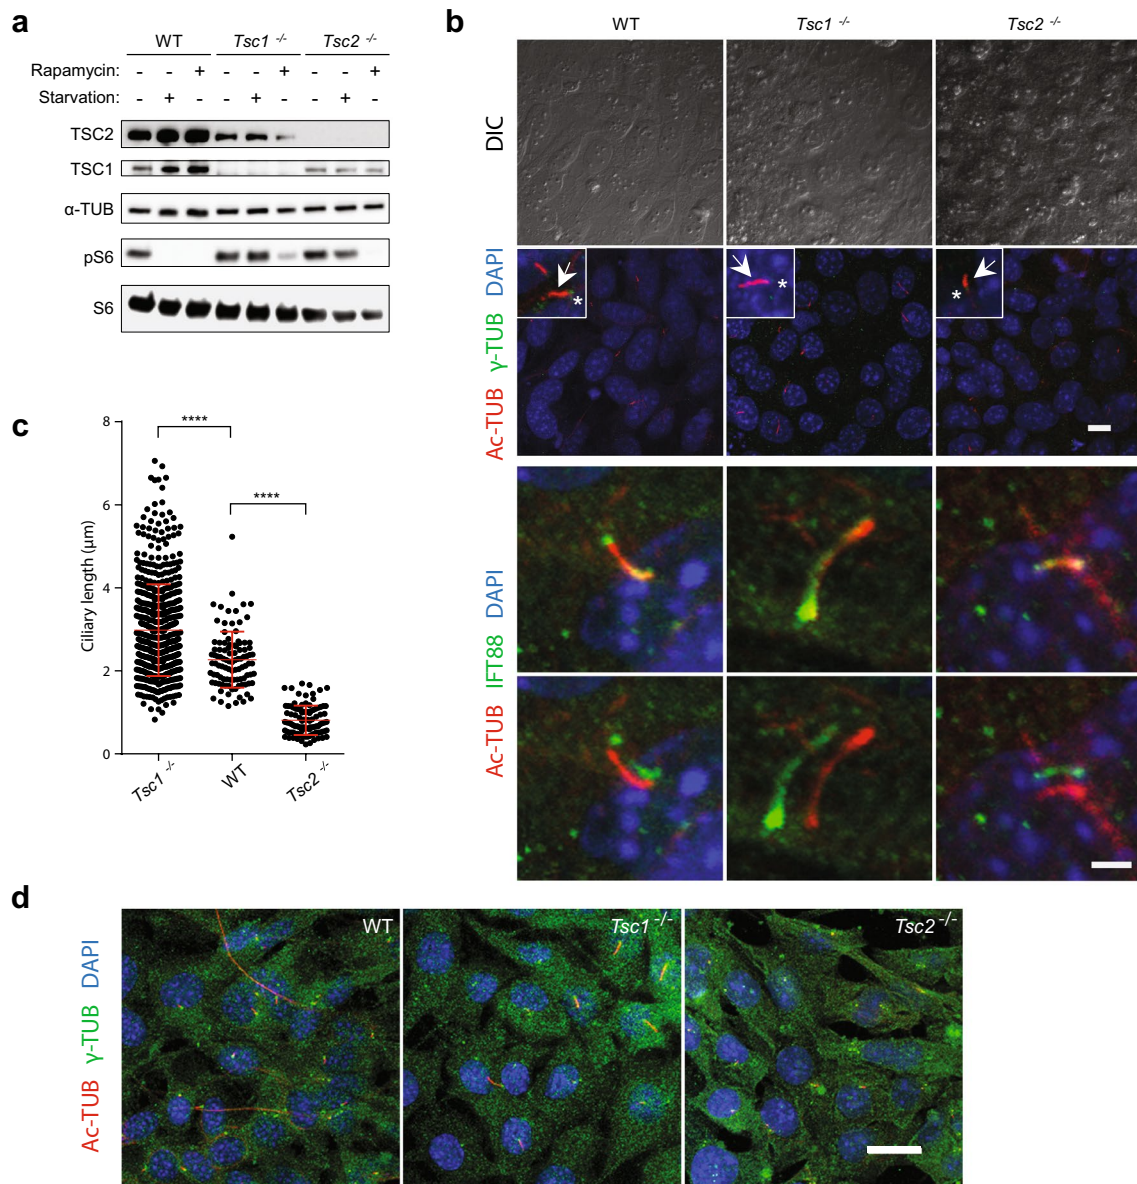 a
WT Tsc1 -/- Tsc2 -/-
Rapamycin: - - + - - + - - +
Starvation: - + - - + - - + -
TSC2
TSC1
α-TUB
pS6
S6
b
WT Tsc1 -/- Tsc2 -/-
DIC
Ac-TUB γ-TUB DAPI
*
*
*
Ac-TUB IFT88 DAPI
c
****
****
Ciliary length (μm)
8
6
4
2
0
Tsc1 -/- WT Tsc2 -/-
d
Ac-TUB γ-TUB DAPI
WT Tsc1 -/- Tsc2 -/-